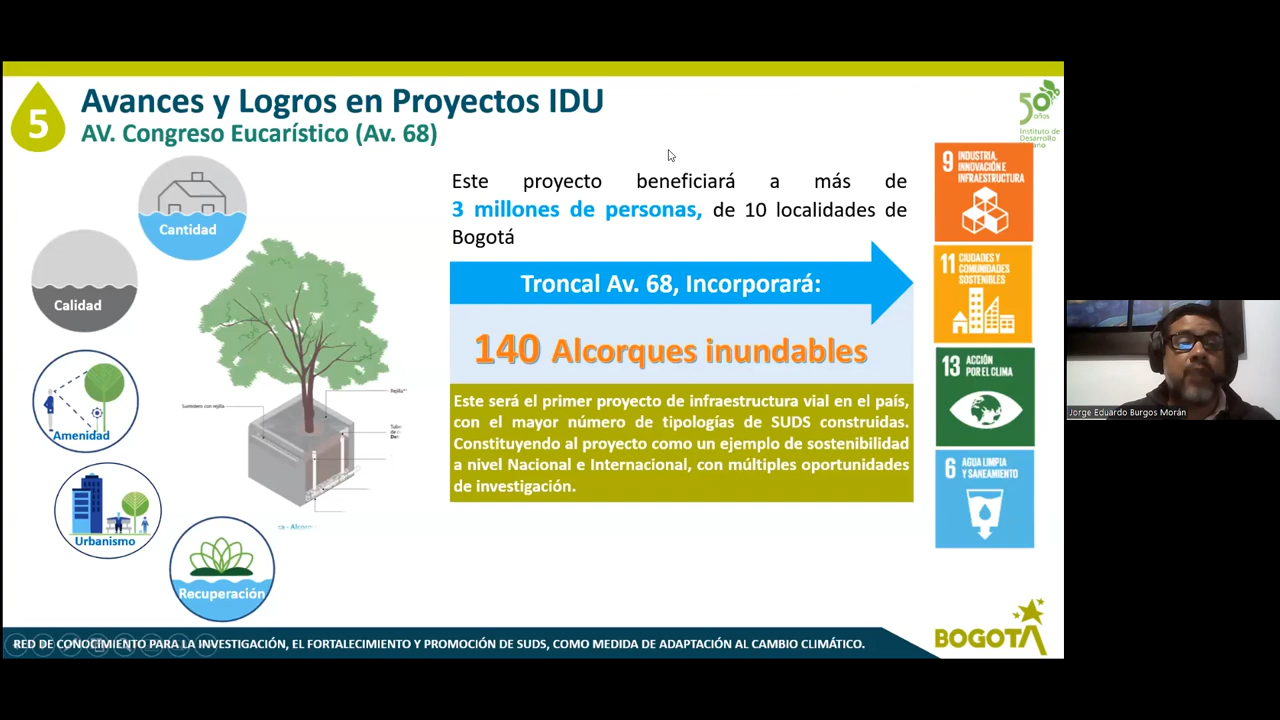 5
Avances y Logros en Proyectos IDU
AV. Congreso Eucarístico (Av. 68)
50
años
Instituto de
Desarrollo
Cantidad
Calidad
Amenidad
Urbanismo
Recuperación
Sumidero con rejilla
Rejilla
Este proyecto beneficiará a más de
3 millones de personas, de 10 localidades de
Bogotá
Troncal Av. 68, Incorporará:
140 Alcorques inundables
Este será el primer proyecto de infraestructura vial en el país,
con el mayor número de tipologías de SUDS construidas.
Constituyendo al proyecto como un ejemplo de sostenibilidad
a nivel Nacional e Internacional, con múltiples oportunidades
de investigación.
9 INDUSTRIA,
INNOVACIÓN E
INFRAESTRUCTURA
11 CIUDADES Y
COMUNIDADES
SOSTENIBLES
13 ACCIÓN
POR EL CLIMA
6 AGUA LIMPIA
Y SANEAMIENTO
Jorge Eduardo Burgos Morán
RED DE CONOCIMIENTO PARA LA INVESTIGACIÓN, EL FORTALECIMIENTO Y PROMOCIÓN DE SUDS, COMO MEDIDA DE ADAPTACIÓN AL CAMBIO CLIMÁTICO.
BOGOTÁ